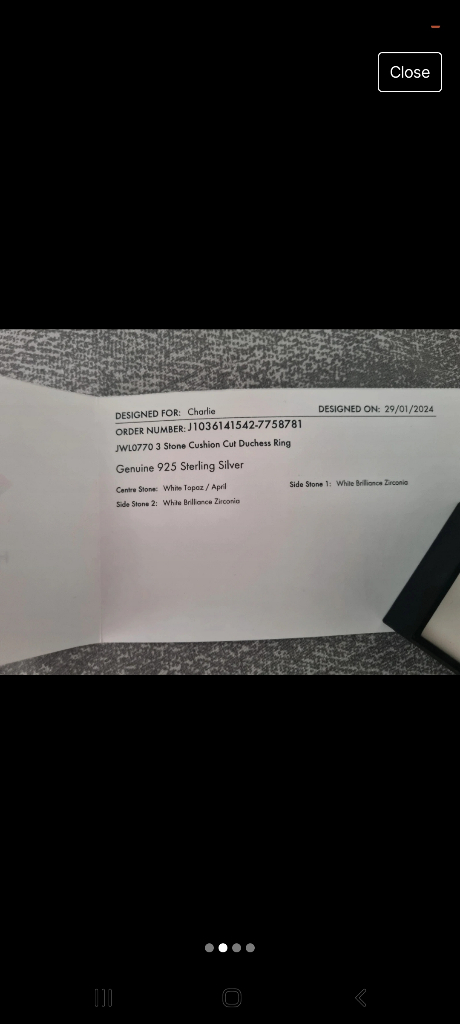 Close
DESIGNED FOR: Charlie DESIGNED ON: 29/01/2024
ORDER NUMBER: J1036141542-7758781
JWL0770 3 Stone Cushion Cut Duchess Ring
Genuine 925 Sterling Silver
Centre Stone: White Topaz / April Side Stone 1: White Brilliance Zirconia
Side Stone 2: White Brilliance Zirconia